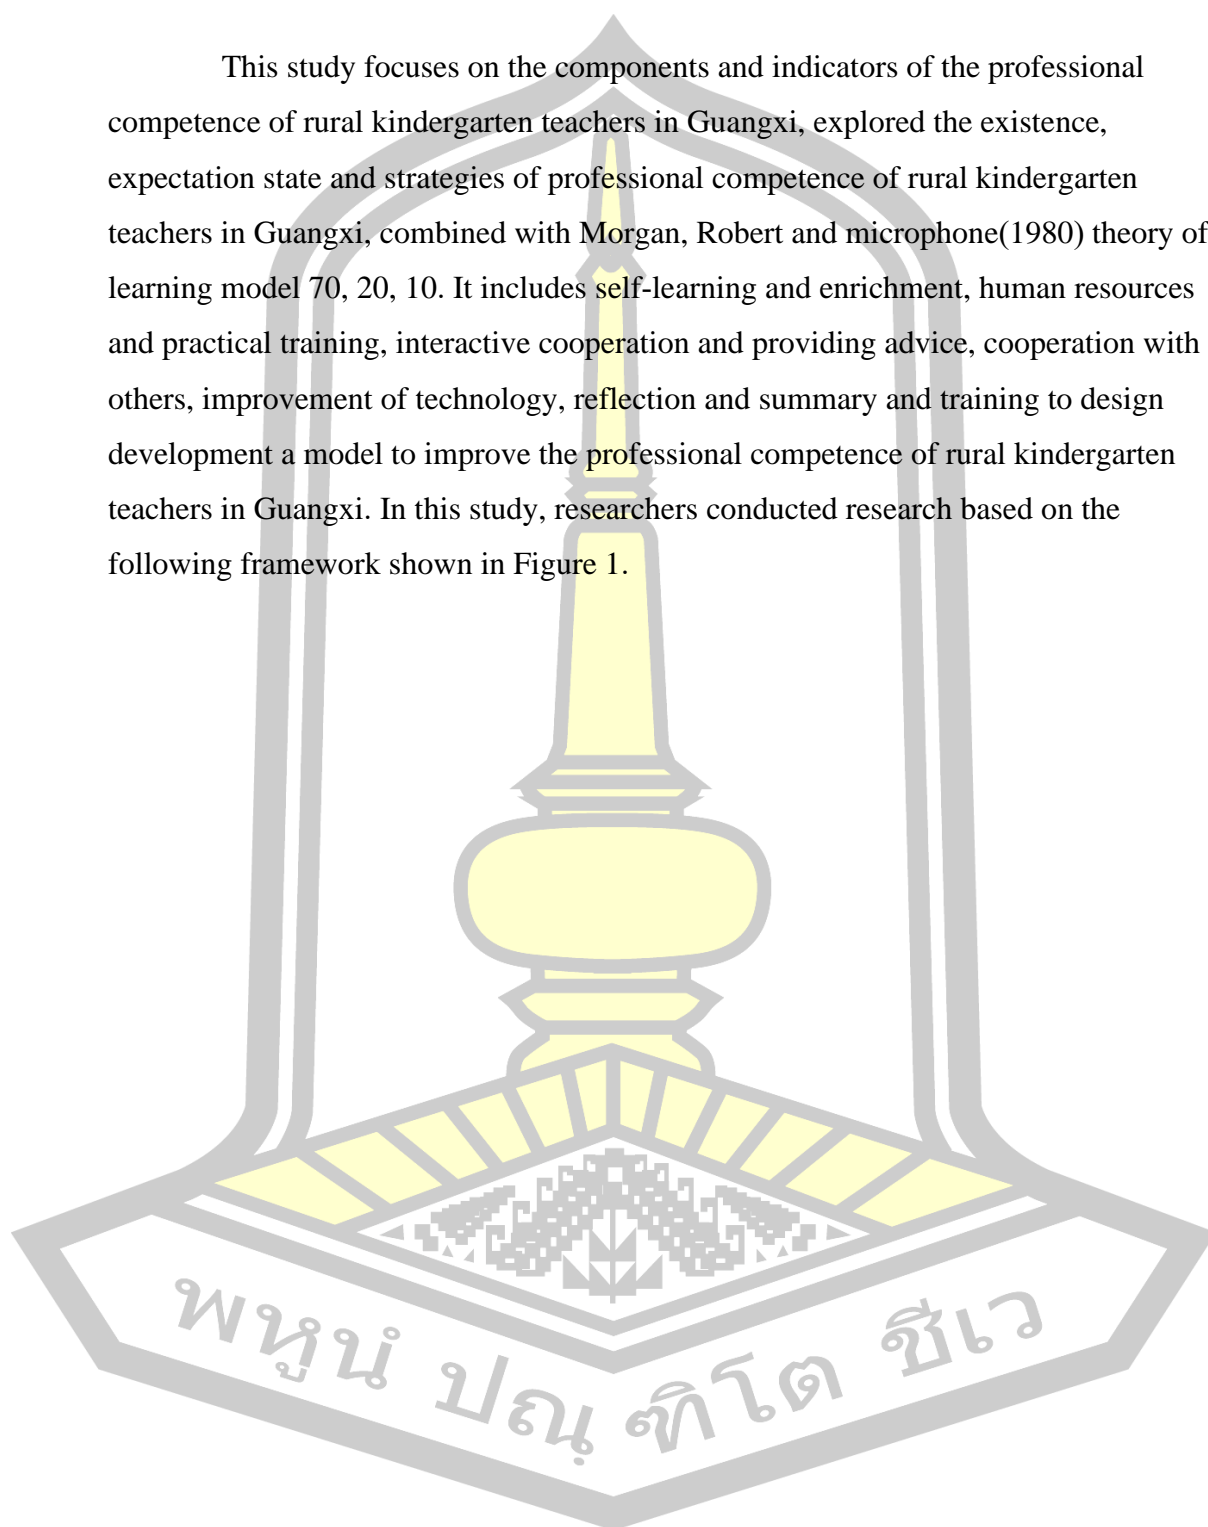 This study focuses on the components and indicators of the professional
competence of rural kindergarten teachers in Guangxi, explored the existence,
expectation state and strategies of professional competence of rural kindergarten
teachers in Guangxi, combined with Morgan, Robert and microphone(1980) theory of
learning model 70, 20, 10. It includes self-learning and enrichment, human resources
and practical training, interactive cooperation and providing advice, cooperation with
others, improvement of technology, reflection and summary and training to design
development a model to improve the professional competence of rural kindergarten
teachers in Guangxi. In this study, researchers conducted research based on the
following framework shown in Figure 1.
พหูนํ ปณฺฑิโต ชีเว